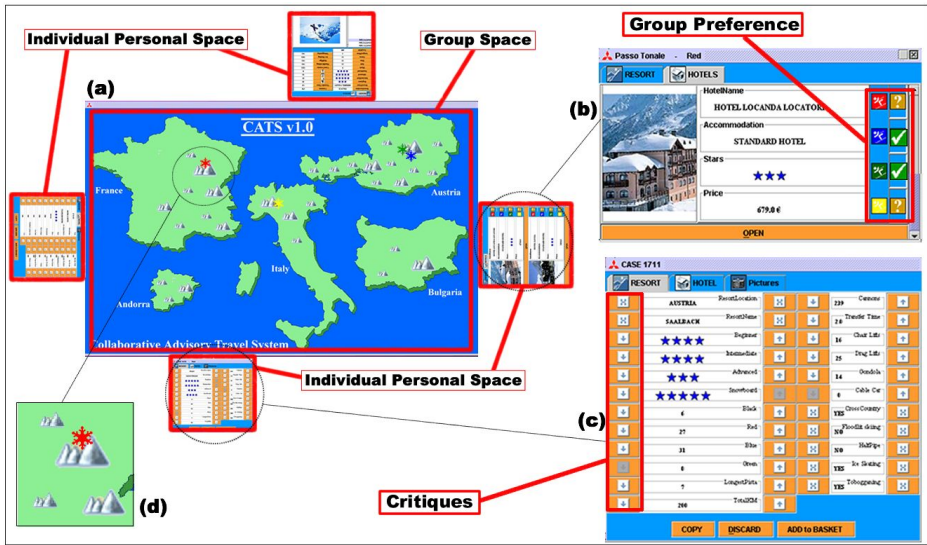 Individual Personal Space
Group Space
Group Preference
(a)
CATS v1.0
France
Austria
Italy
Andorra
Bulgaria
Collaborative Advisory Travel System
Individual Personal Space
(b)
Passo Tonale - Red
RESORT
HOTELS
HotelName
HOTEL LOCANDA LOCATORI
Accommodation
STANDARD HOTEL
Stars
Price
679.0 €
OPEN
(c)
CASE 1711
RESORT
HOTEL
Pictures
AUSTRIA ResortLocation 239 Cannons
SAALBACH ResortName 20 Transfer Time
Beginner 16 Chair Lifts
Intermediate 25 Drag Lifts
Advanced 14 Gondola
Snowboard 0 Cable Car
6 Black YES CrossCountry
27 Red NO Floodlit skiing
31 Blue NO HalfPipe
0 Green YES Ice Skating
7 LongestPista YES Tobogganing
200 TotalKM
COPY
DISCARD
ADD to BASKET
Critiques
(d)